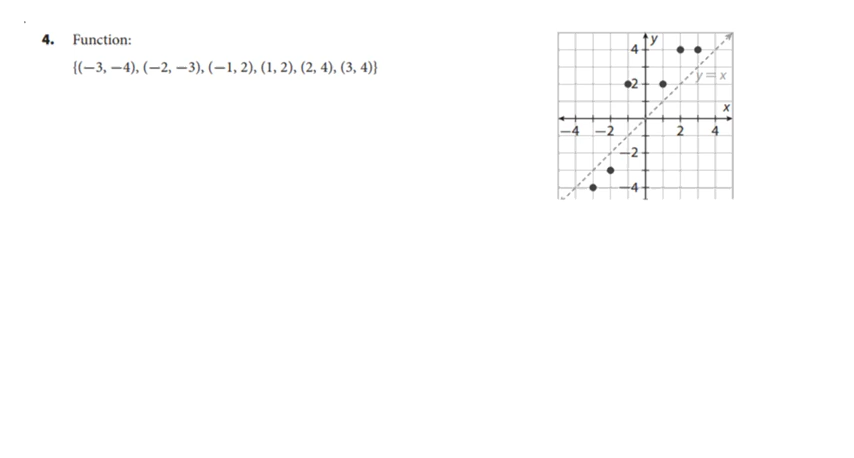 4. Function:
{(−3, −4), (−2, −3), (−1, 2), (1, 2), (2, 4), (3, 4)}
y
4
2
y = x
x
−4 −2 2 4
−2
−4